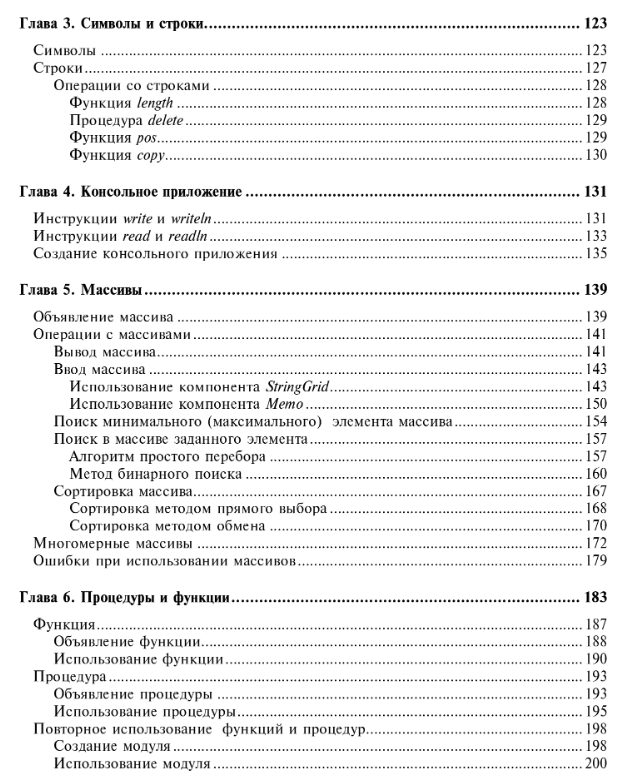 Глава 3. Символы и строки.......... 123
Символы .......... 123
Строки.......... 127
Операции со строками .......... 128
Функция length .......... 128
Процедура delete.......... 129
Функция pos.......... 129
Функция copy.......... 130
Глава 4. Консольное приложение .......... 131
Инструкции write и writeln.......... 131
Инструкции read и readln.......... 133
Создание консольного приложения .......... 135
Глава 5. Массивы.......... 139
Объявление массива .......... 139
Операции с массивами.......... 141
Вывод массива.......... 141
Ввод массива .......... 143
Использование компонента StringGrid.......... 143
Использование компонента Memo.......... 150
Поиск минимального (максимального) элемента массива.......... 154
Поиск в массиве заданного элемента.......... 157
Алгоритм простого перебора .......... 157
Метод бинарного поиска .......... 160
Сортировка массива.......... 167
Сортировка методом прямого выбора .......... 168
Сортировка методом обмена .......... 170
Многомерные массивы .......... 172
Ошибки при использовании массивов.......... 179
Глава 6. Процедуры и функции.......... 183
Функция.......... 187
Объявление функции.......... 188
Использование функции.......... 190
Процедура.......... 193
Объявление процедуры .......... 193
Использование процедуры.......... 195
Повторное использование функций и процедур.......... 198
Создание модуля.......... 198
Использование модуля.......... 200